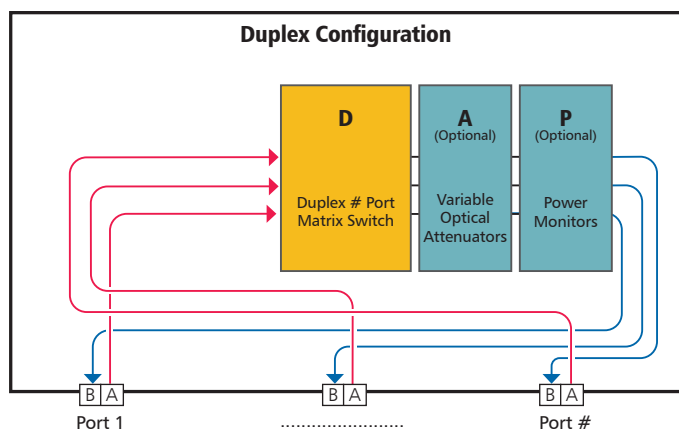 Duplex Configuration
D
Duplex # Port
Matrix Switch
A
(Optional)
Variable
Optical
Attenuators
P
(Optional)
Power
Monitors
B A
B A
B A
Port 1
.......................
Port #